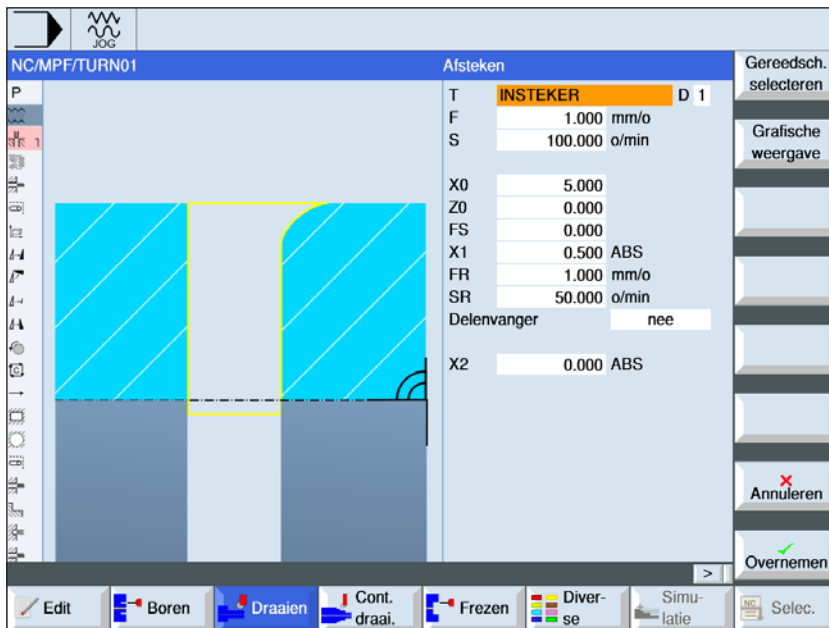 JOG
NC/MPF/TURN01
Afsteken
P
1
T INSTEKER D 1
F 1.000 mm/o
S 100.000 o/min
X0 5.000
Z0 0.000
FS 0.000
X1 0.500 ABS
FR 1.000 mm/o
SR 50.000 o/min
Delenvanger nee
X2 0.000 ABS
Gereedsch.
selecteren
Grafische
weergave
Annuleren
Overnemen
>
Edit
Boren
Draaien
Cont.
draai.
Frezen
Diver-
se
Simu-
latie
NC
Selec.